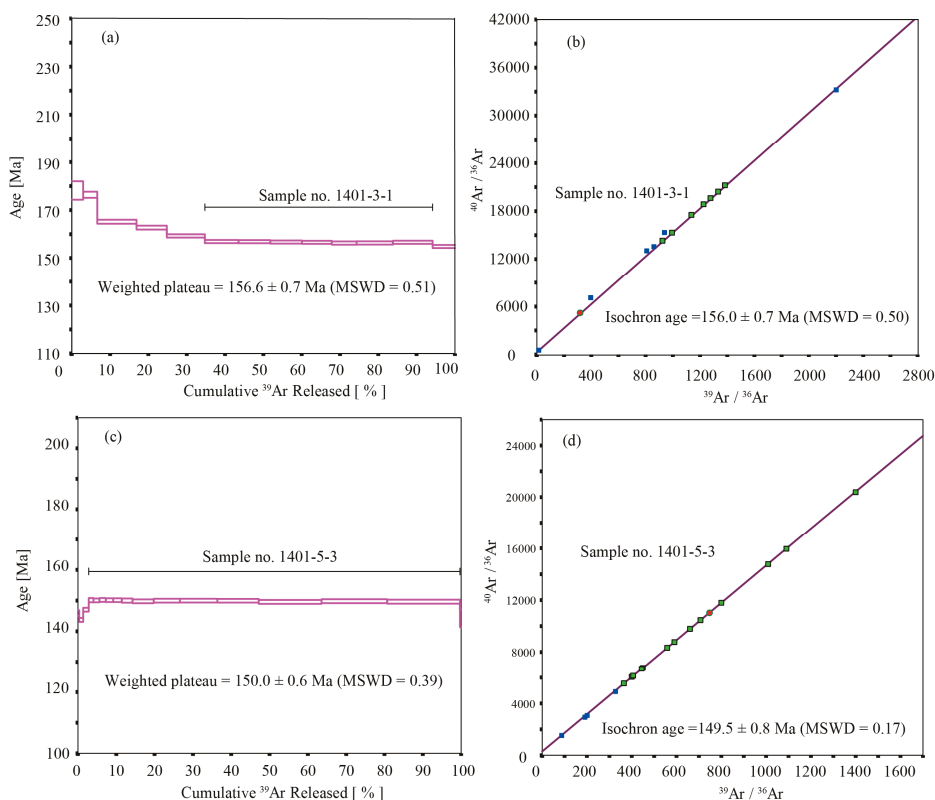 (a)
250
230
210
190
170
150
130
110
Age [Ma]
Sample no. 1401-3-1
Weighted plateau = 156.6 ± 0.7 Ma (MSWD = 0.51)
0 10 20 30 40 50 60 70 80 90 100
Cumulative ³⁹Ar Released [ % ]
(b)
42000
36000
30000
24000
18000
12000
6000
0
⁴⁰Ar / ³⁶Ar
Sample no. 1401-3-1
Isochron age =156.0 ± 0.7 Ma (MSWD = 0.50)
0 400 800 1200 1600 2000 2400 2800
³⁹Ar / ³⁶Ar
(c)
200
180
160
140
120
100
Age [Ma]
Sample no. 1401-5-3
Weighted plateau = 150.0 ± 0.6 Ma (MSWD = 0.39)
0 10 20 30 40 50 60 70 80 90 100
Cumulative ³⁹Ar Released [ % ]
(d)
24000
20000
16000
12000
8000
4000
0
⁴⁰Ar / ³⁶Ar
Sample no. 1401-5-3
Isochron age =149.5 ± 0.8 Ma (MSWD = 0.17)
0 200 400 600 800 1000 1200 1400 1600
³⁹Ar / ³⁶Ar